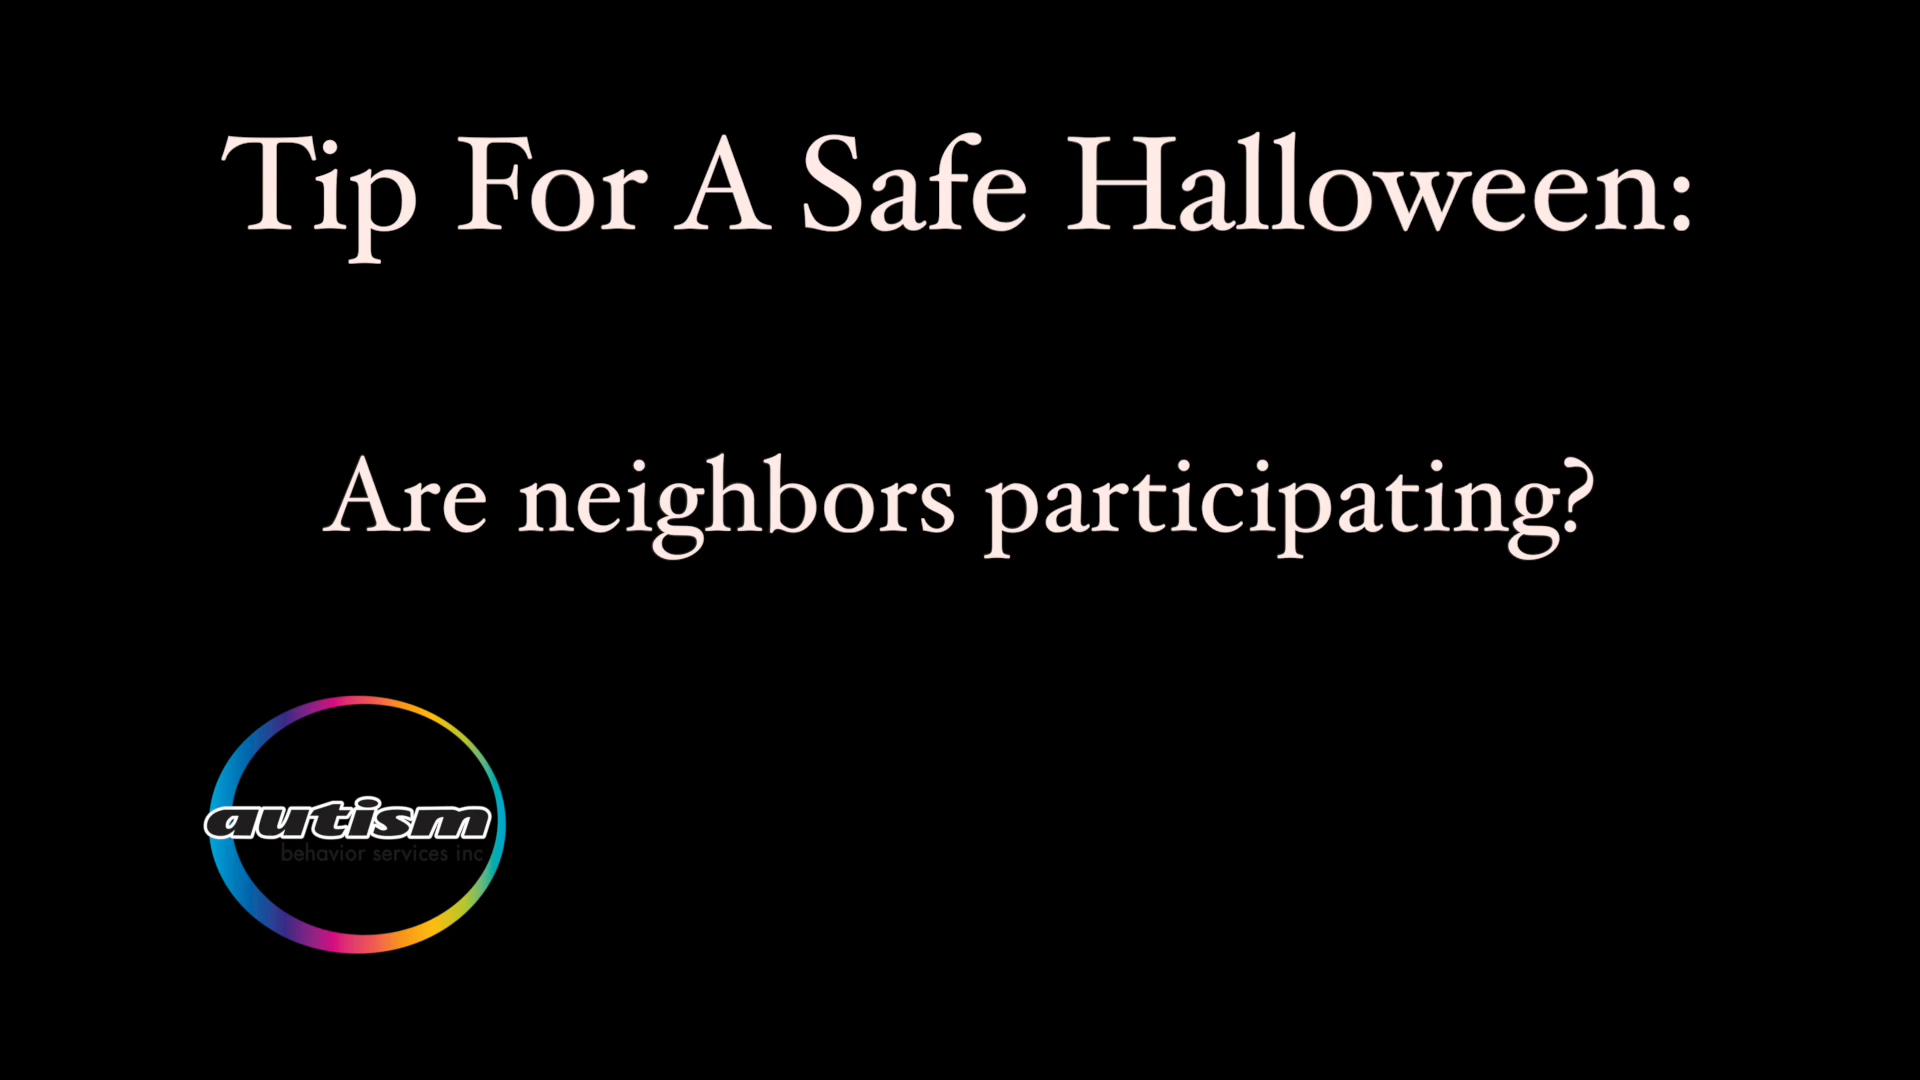 Tip For A Safe Halloween:
Are neighbors participating?
autism
behavior services inc